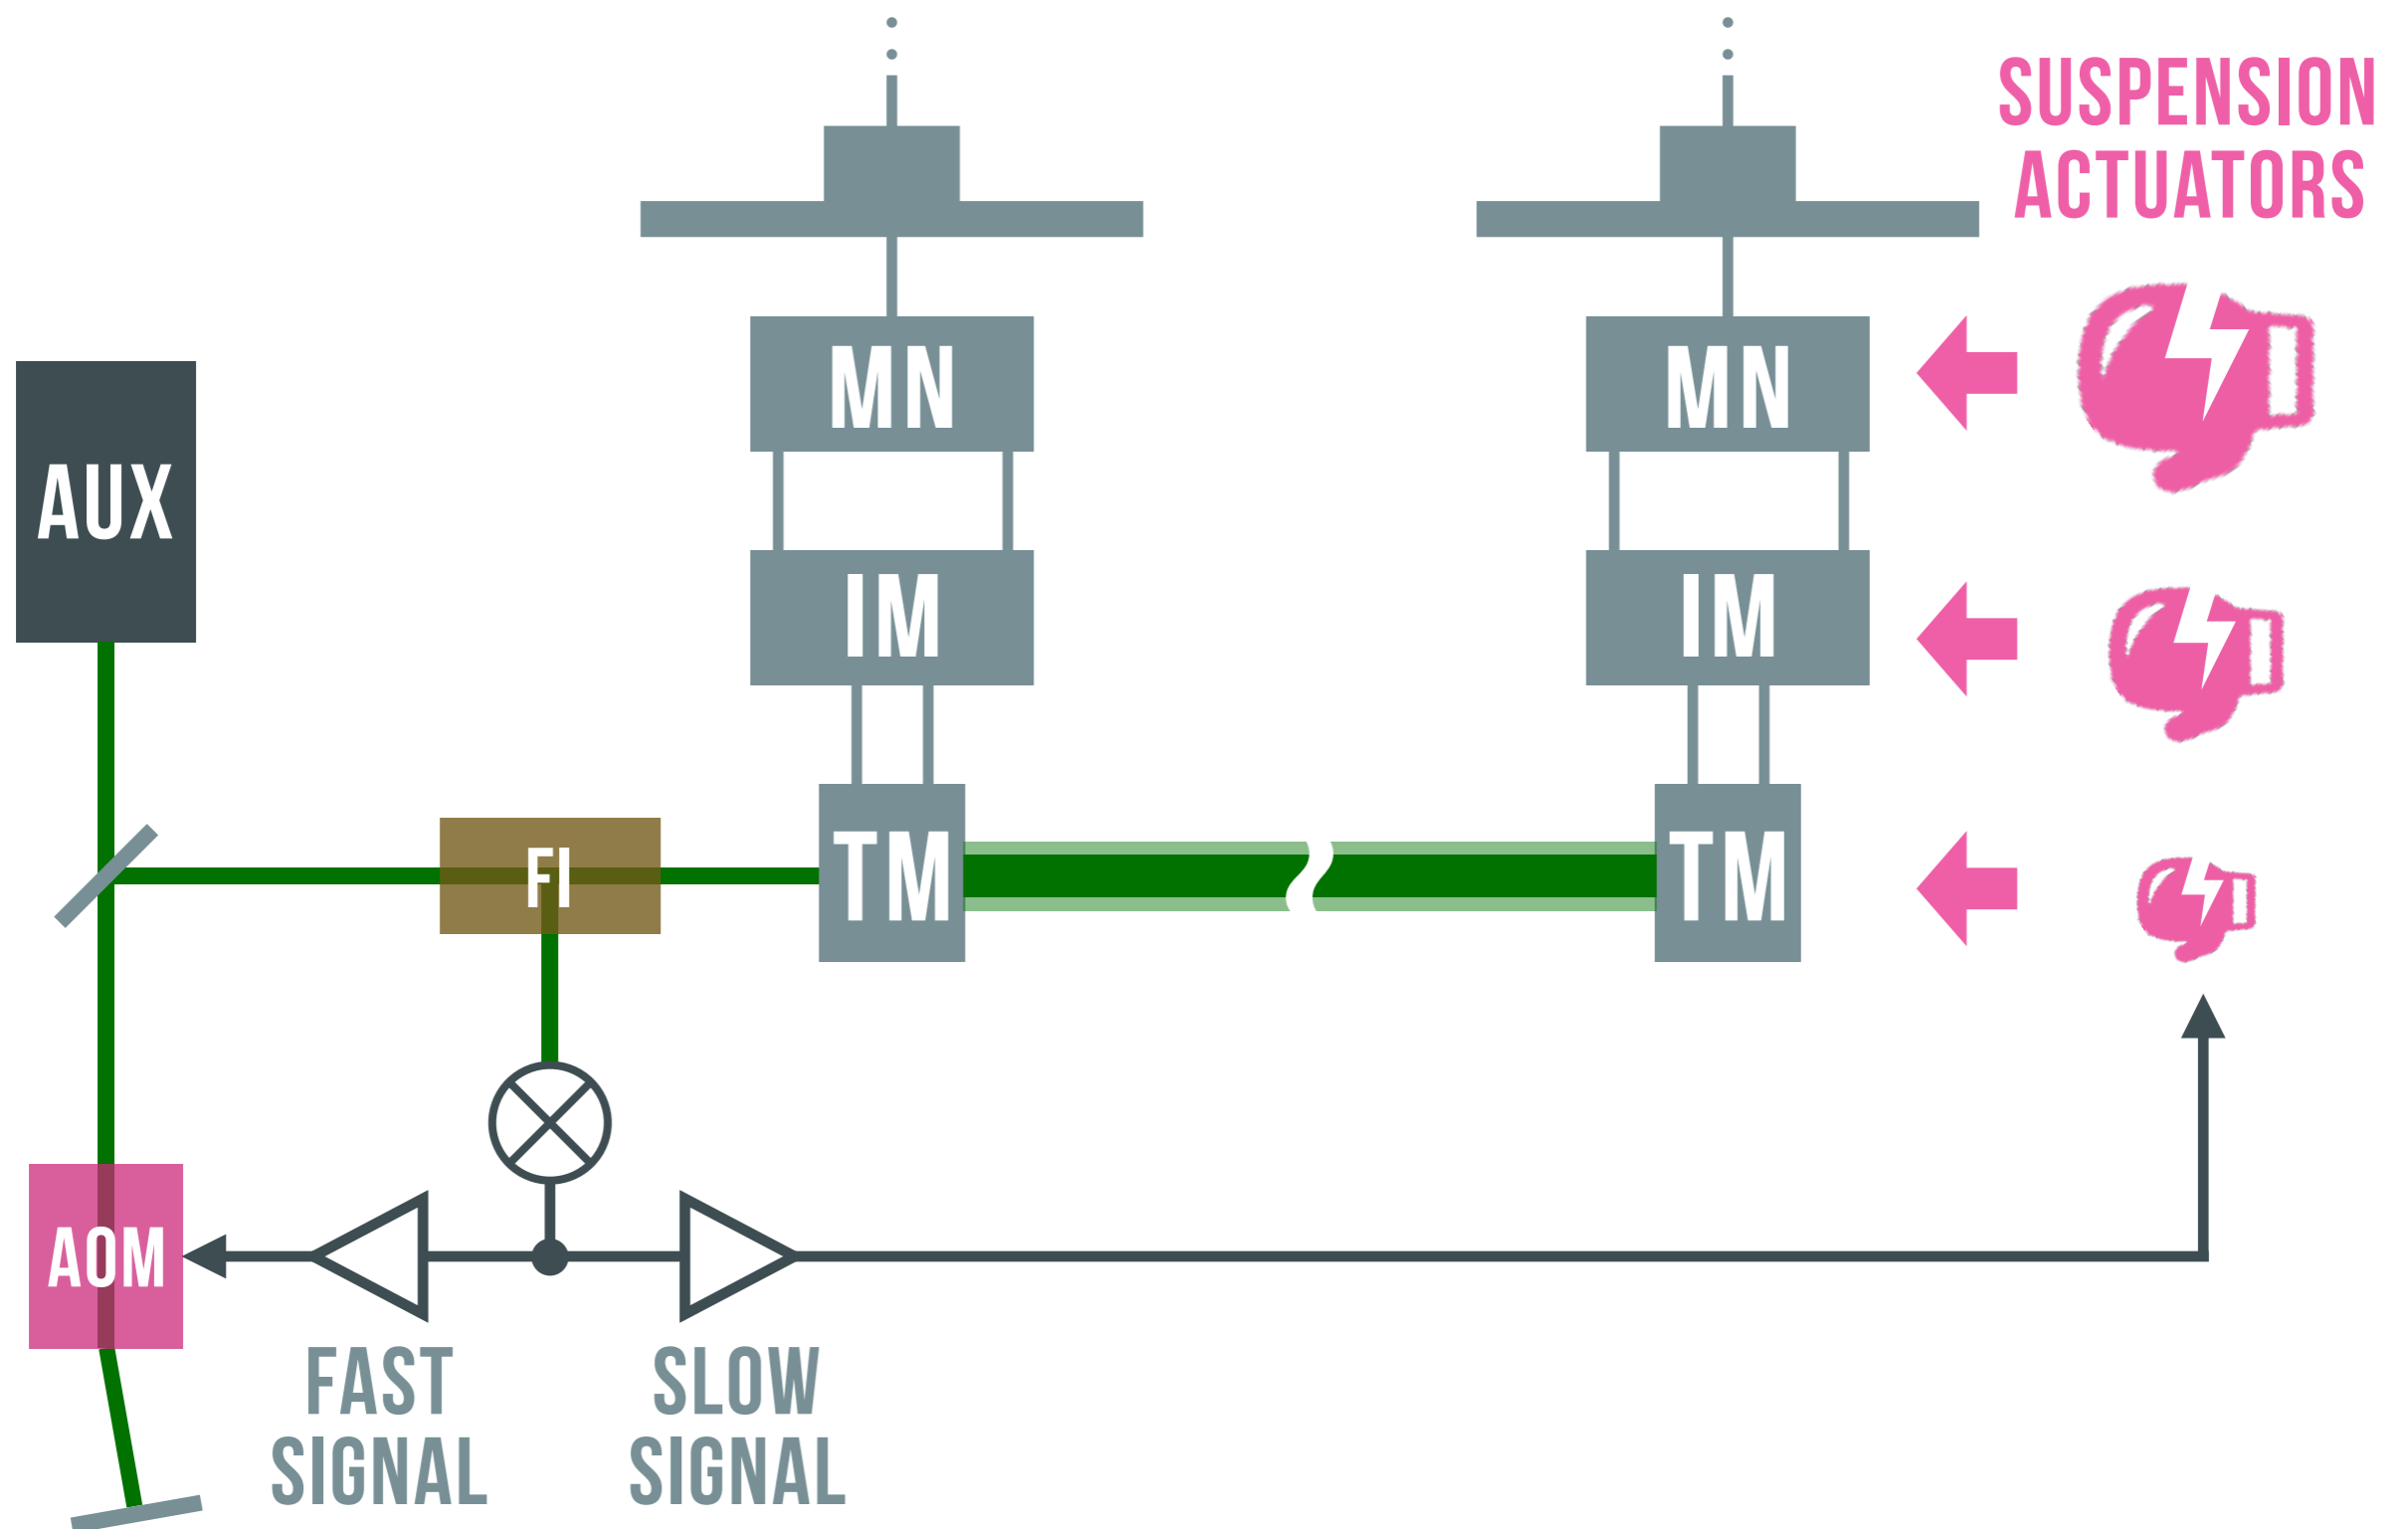 SUSPENSION
ACTUATORS
MN
MN
AUX
IM
IM
FI
TM
TM
AOM
FAST
SIGNAL
SLOW
SIGNAL